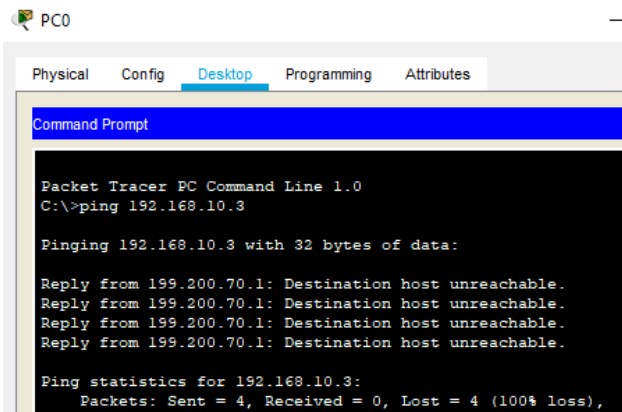 PC0
Physical Config Desktop Programming Attributes
Command Prompt
Packet Tracer PC Command Line 1.0
C:\>ping 192.168.10.3
Pinging 192.168.10.3 with 32 bytes of data:
Reply from 199.200.70.1: Destination host unreachable.
Reply from 199.200.70.1: Destination host unreachable.
Reply from 199.200.70.1: Destination host unreachable.
Reply from 199.200.70.1: Destination host unreachable.
Ping statistics for 192.168.10.3:
Packets: Sent = 4, Received = 0, Lost = 4 (100% loss),